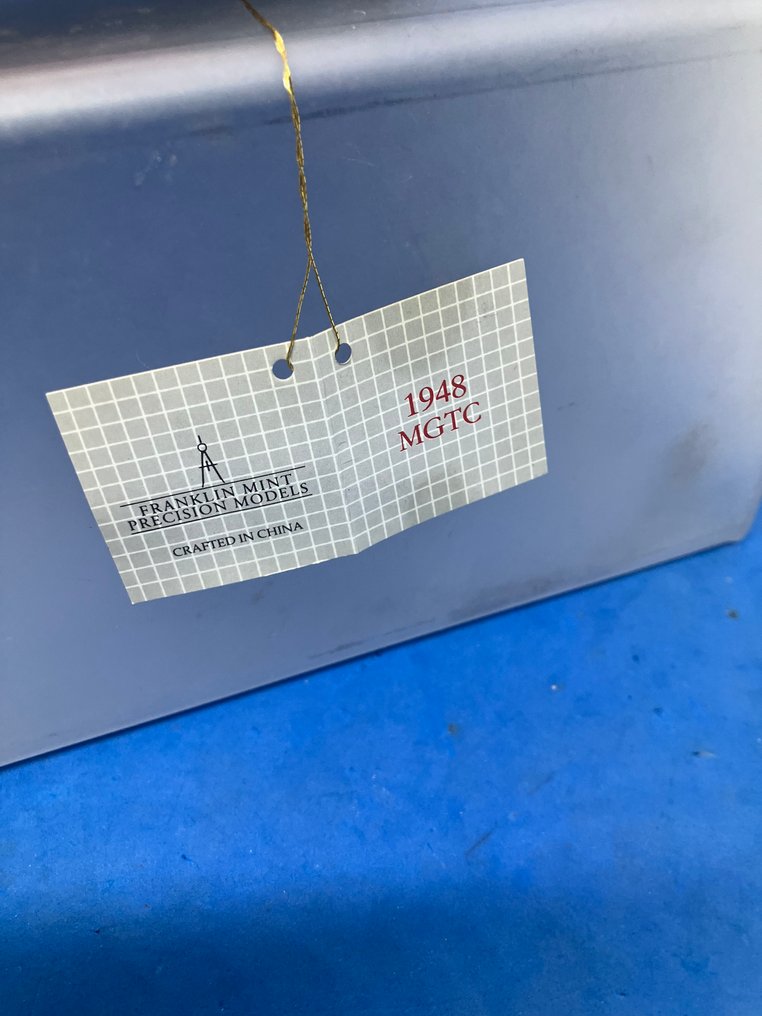 FRANKLIN MINT
PRECISION MODELS
CRAFTED IN CHINA
1948
MGTC